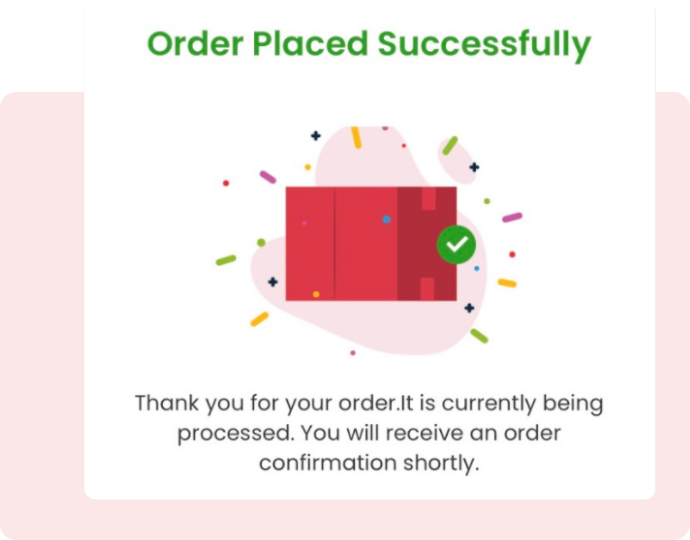 Order Placed Successfully
Thank you for your order.It is currently being
processed. You will receive an order
confirmation shortly.